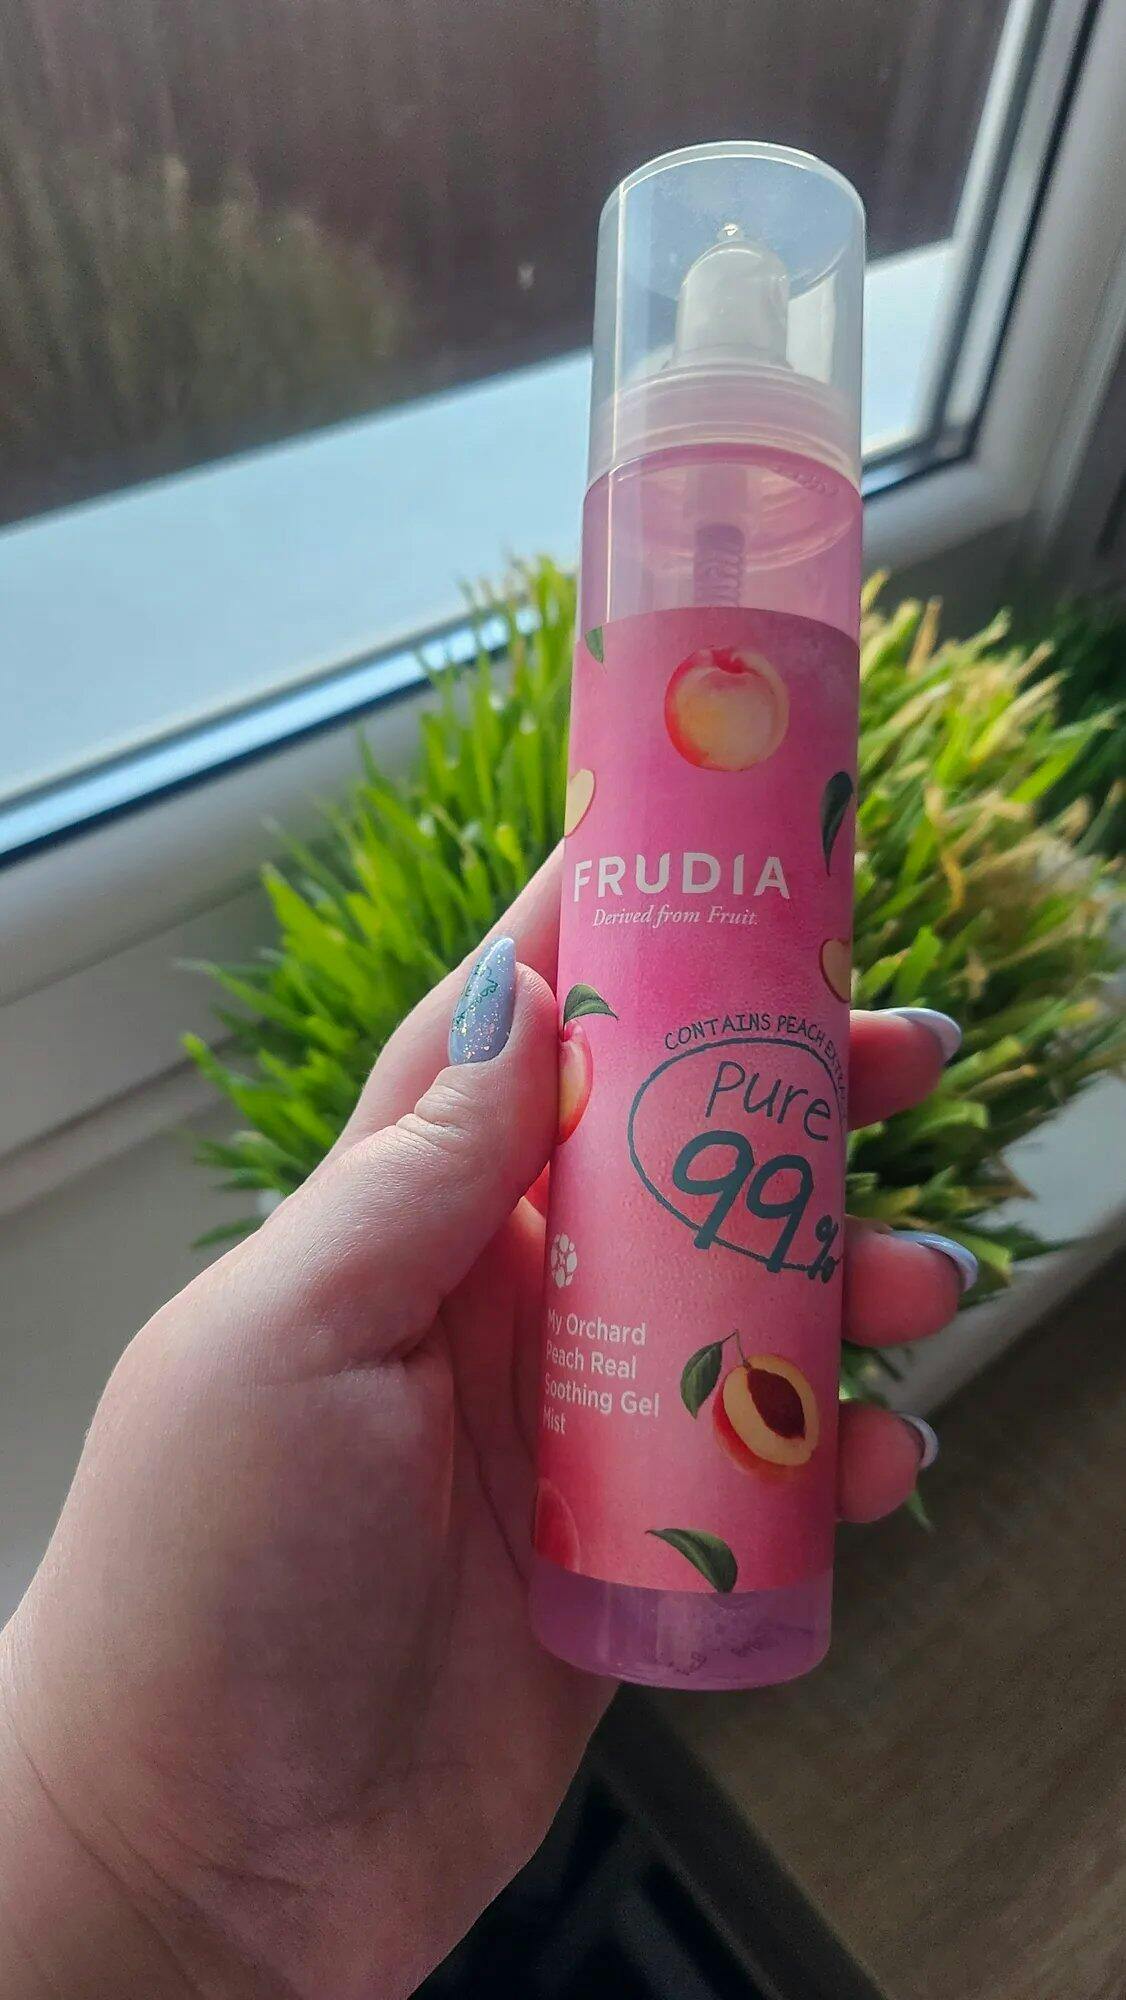 FRUDIA
Derived from Fruit.
CONTAINS PEACH EXTRACT
Pure
99%
My Orchard
Peach Real
Soothing Gel
Mist